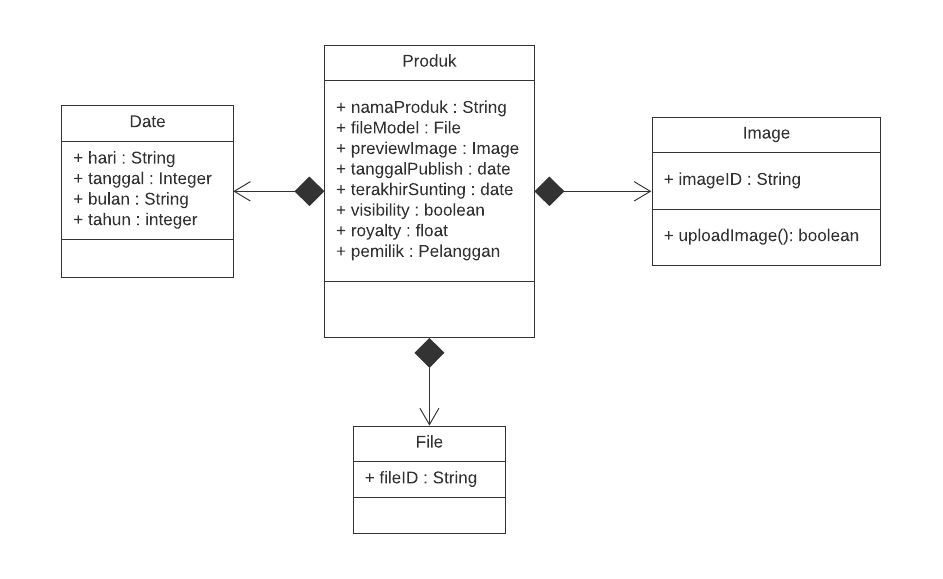 Produk
+ namaProduk : String
+ fileModel : File
+ previewImage : Image
+ tanggalPublish : date
+ terakhirSunting : date
+ visibility : boolean
+ royalty : float
+ pemilik : Pelanggan
Date
+ hari : String
+ tanggal : Integer
+ bulan : String
+ tahun : integer
Image
+ imageID : String
+ uploadImage(): boolean
File
+ fileID : String